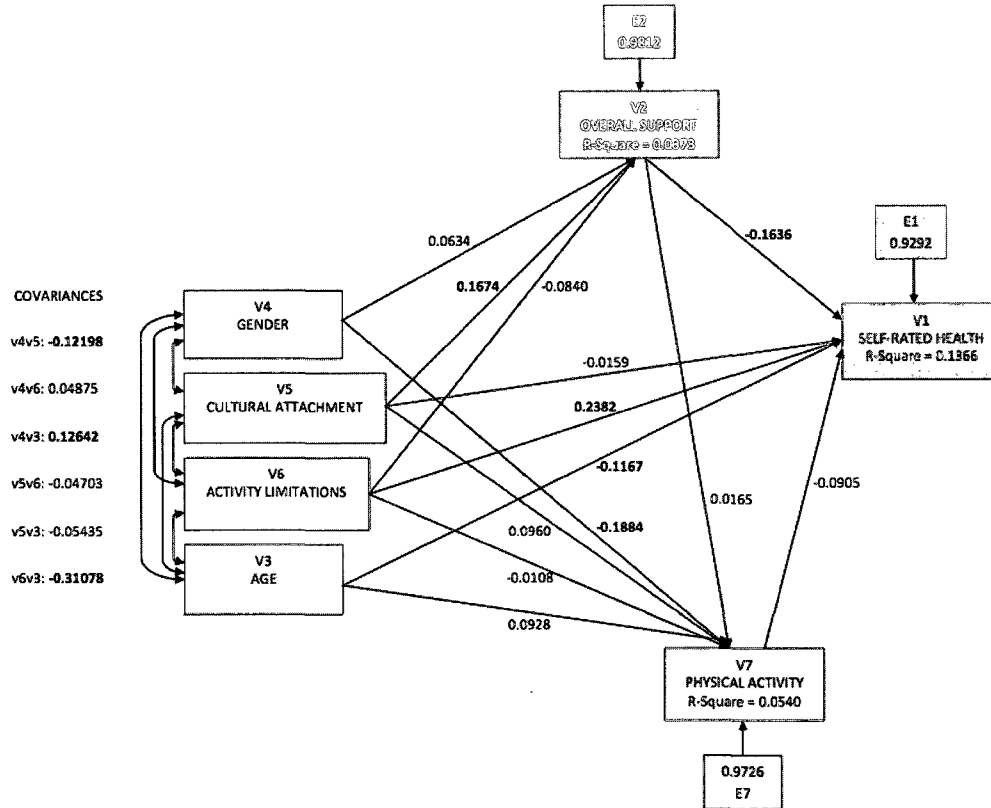 E2
0.9812
V2
OVERALL SUPPORT
R-Square = 0.0373
E1
0.9292
V1
SELF-RATED HEALTH
R-Square = 0.1366
COVARIANCES
v4v5: -0.12198
v4v6: 0.04875
v4v3: 0.12642
v5v6: -0.04703
v5v3: -0.05435
v6v3: -0.31078
V4
GENDER
V5
CULTURAL ATTACHMENT
V6
ACTIVITY LIMITATIONS
V3
AGE
0.0634
0.1674
-0.0840
-0.1636
-0.0159
0.2382
-0.1167
0.0165
-0.0905
0.0960
-0.1884
-0.0108
0.0928
V7
PHYSICAL ACTIVITY
R-Square = 0.0540
0.9726
E7